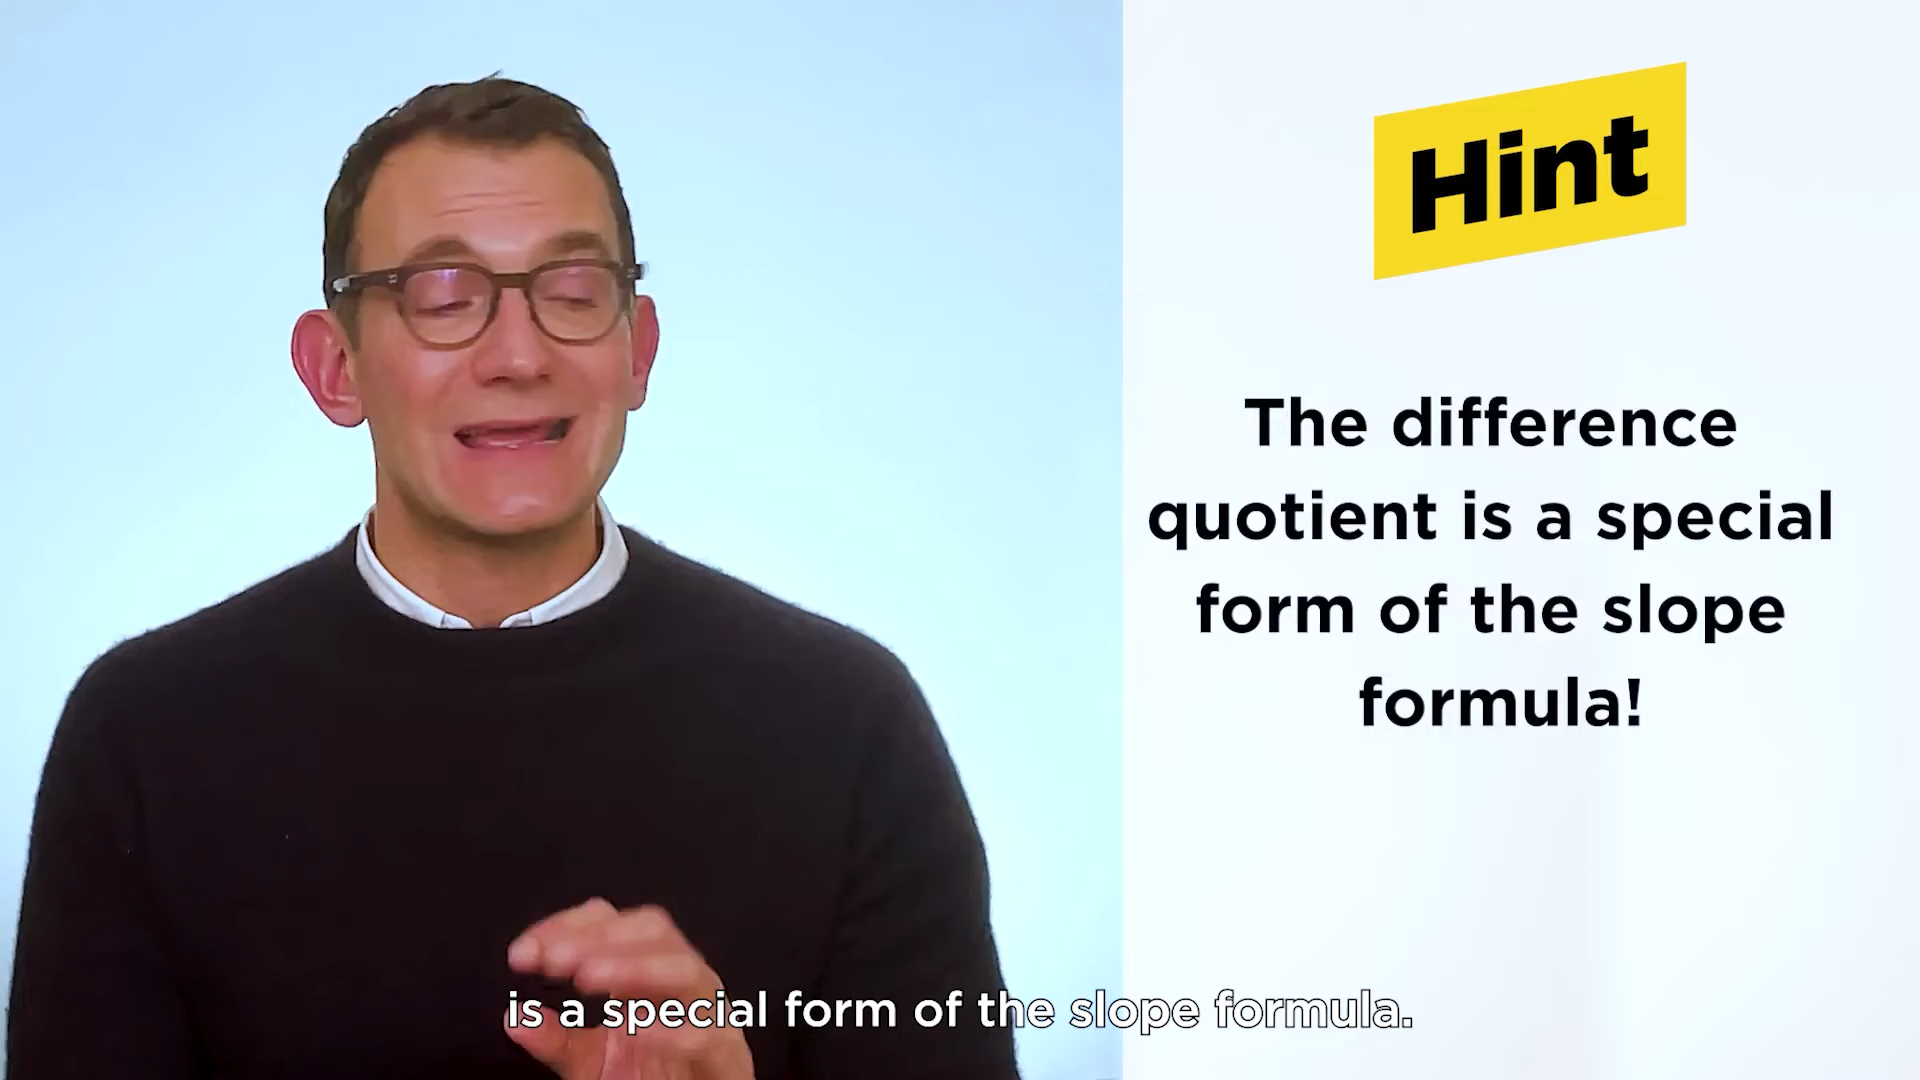 Hint
The difference
quotient is a special
form of the slope
formula!
is a special form of the slope formula.